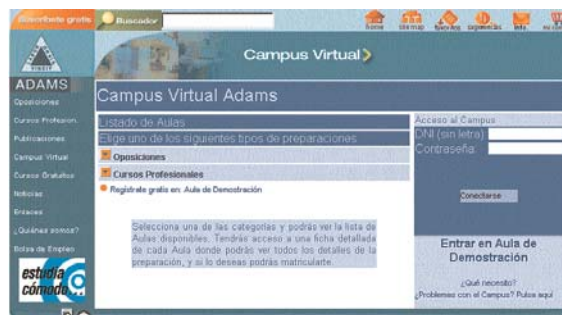 Suscríbete gratis
Buscador
home
site map
favoritos
sugerencias
info.
Campus Virtual
ADAMS
Oposiciones
Cursos Profesion.
Publicaciones
Campus Virtual
Cursos Gratuitos
Noticias
Enlaces
¿Quiénes somos?
Bolsa de Empleo
estudia
cómodo
Campus Virtual Adams
Listado de Aulas
Elige uno de los siguientes tipos de preparaciones
Oposiciones
Cursos Profesionales
Regístrate gratis en: Aula de Demostración
Selecciona una de las categorías y podrás ver la lista de
Aulas disponibles. Tendrás acceso a una ficha detallada
de cada Aula donde podrás ver todos los detalles de la
preparación, y si lo deseas podrás matricularte.
Acceso al Campus
DNI (sin letra)
Contraseña:
Conectarse
Entrar en Aula de
Demostración
¿Qué necesito?
¿Problemas con el Campus? Pulsa aquí